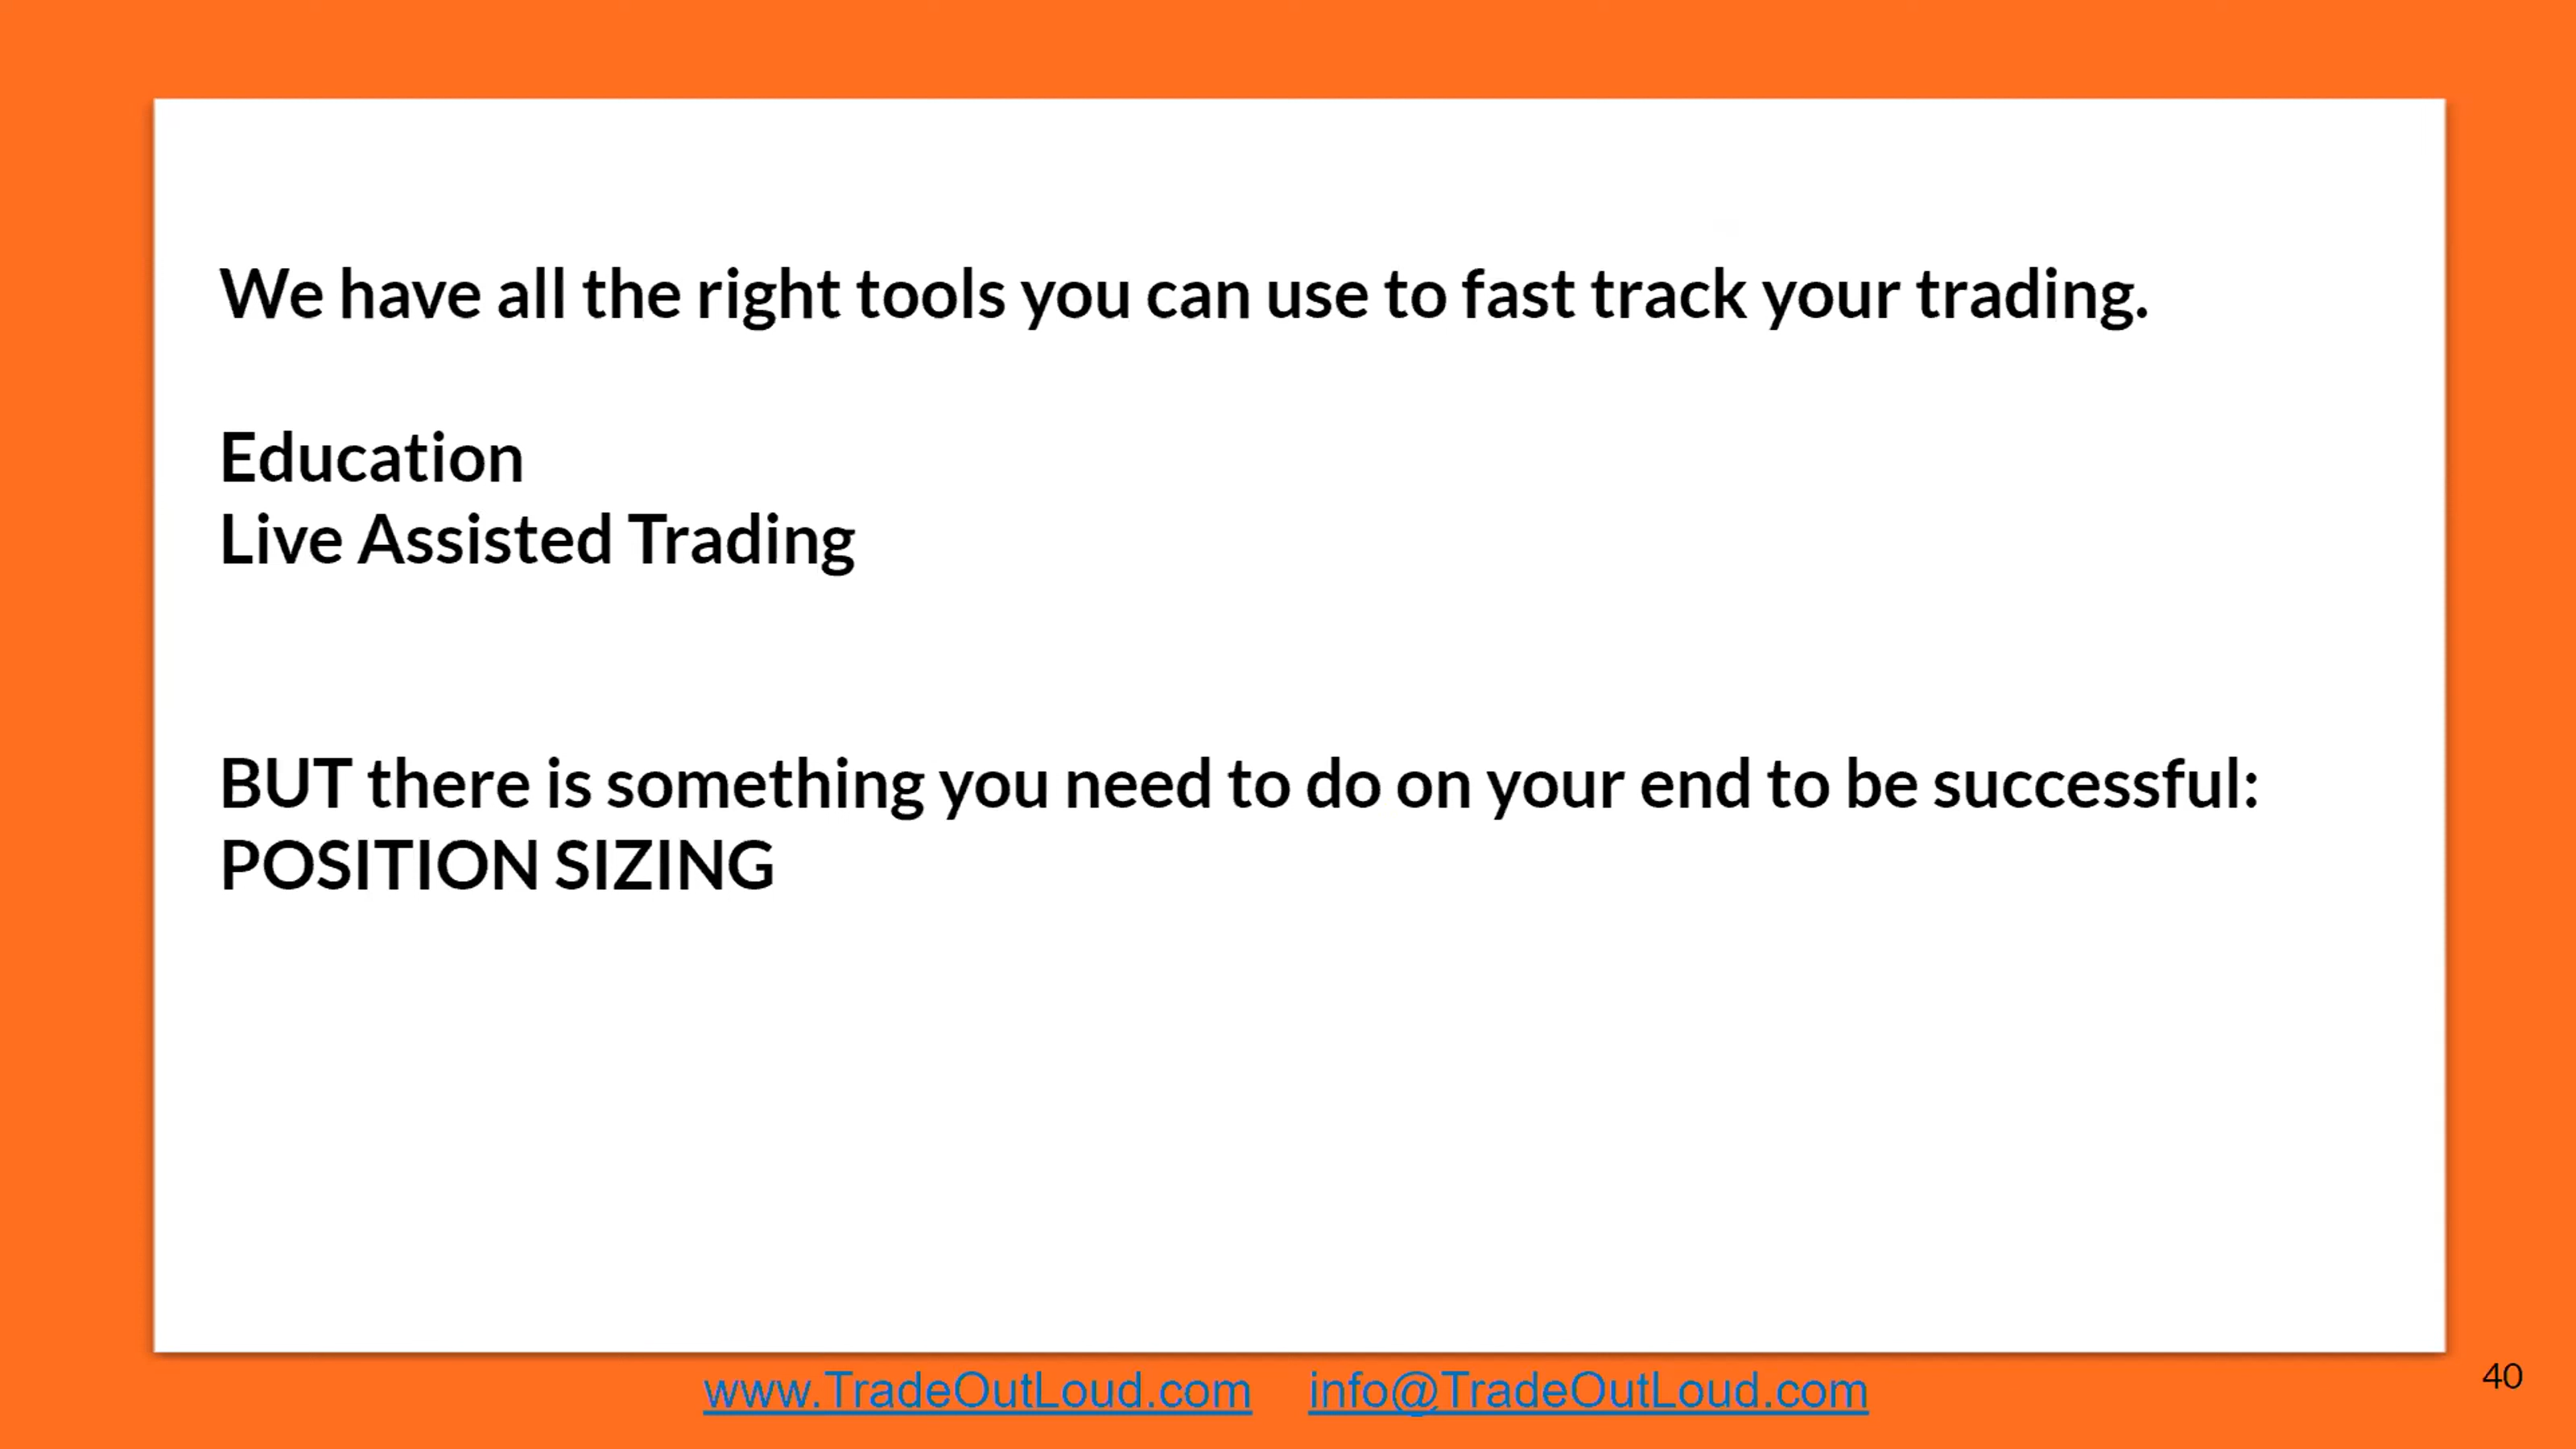 We have all the right tools you can use to fast track your trading.
Education
Live Assisted Trading
BUT there is something you need to do on your end to be successful:
POSITION SIZING
www.TradeOutLoud.com info@TradeOutLoud.com
40